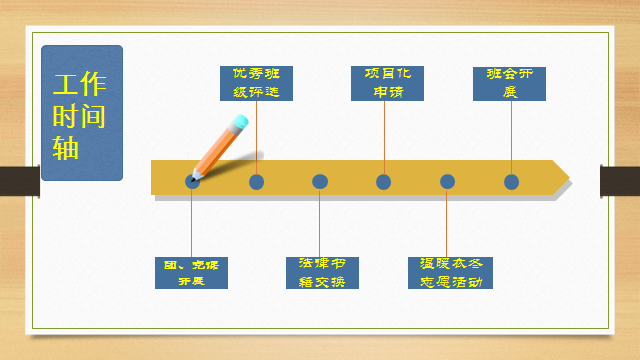 工作
时间
轴
优秀班
级评选
项目化
申请
班会开
展
团、党课
开展
法律书
籍交换
温暖衣冬
志愿活动